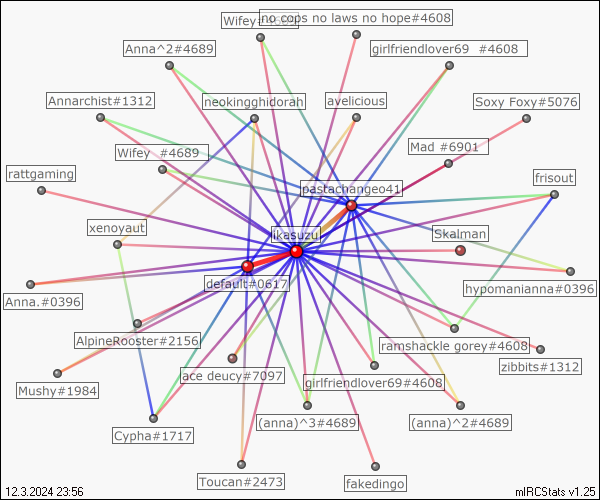 Wifey^4689
no cops no laws no hope#4608
Anna^2#4689
girlfriendlover69 #4608
Annarchist#1312
neokingghidorah
avelicious
Soxy Foxy#5076
Wifey #4689
Mad #6901
rattgaming
pastachange041
frisout
xenoyaut
ikasuzu
Skalman
default#0617
hypomanianna#0396
Anna.#0396
AlpineRooster#2156
ramshackle gorey#4608
zibbits#1312
ace deucy#7097
girlfriendlover69#4608
Mushy#1984
Cypha#1717
(anna)^3#4689
(anna)^2#4689
Toucan#2473
fakedingo
12.3.2024 23:56
mIRCStats v1.25